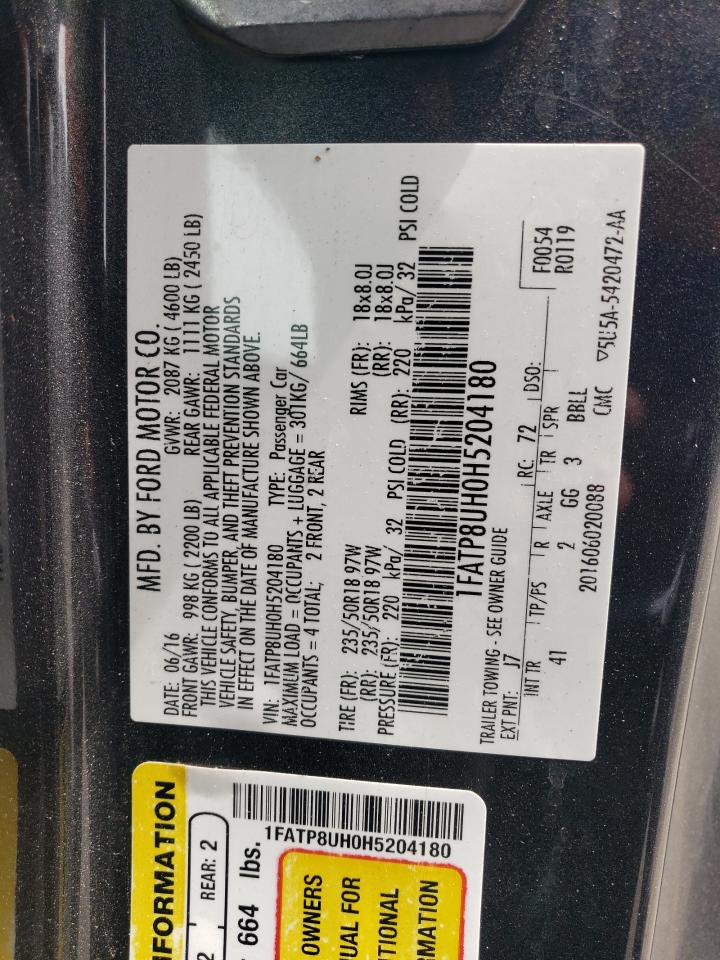 MFD. BY FORD MOTOR CO.
DATE: 06/16 GVWR: 2087 KG ( 4600 LB)
FRONT GAWR: 998 KG ( 2200 LB) REAR GAWR: 1111 KG ( 2450 LB)
THIS VEHICLE CONFORMS TO ALL APPLICABLE FEDERAL MOTOR
VEHICLE SAFETY, BUMPER, AND THEFT PREVENTION STANDARDS
IN EFFECT ON THE DATE OF MANUFACTURE SHOWN ABOVE.
VIN: 1FATP8UH0H5204180 TYPE: Passenger Car
MAXIMUM LOAD = OCCUPANTS + LUGGAGE = 301KG/ 664LB
OCCUPANTS = 4 TOTAL; 2 FRONT, 2 REAR
TIRE (FR): 235/50R18 97W RIMS (FR): 18x8.0J
(RR): 235/50R18 97W (RR): 18x8.0J
PRESSURE (FR): 220 kPa/ 32 PSI COLD (RR): 220 kPa/ 32 PSI COLD
1FATP8UH0H5204180
TRAILER TOWING - SEE OWNER GUIDE
EXT PNT: J7 RC: 72 DSO: F0054
R0119
INT TR TP/PS R AXLE TR SPR
41 2 GG 3 BBLL
201606020088 CMC ▽5U5A-5420472-AA
FORMATION
2 REAR: 2
664 lbs.
1FATP8UH0H5204180
OWNERS
UAL FOR
TIONAL
RMATION